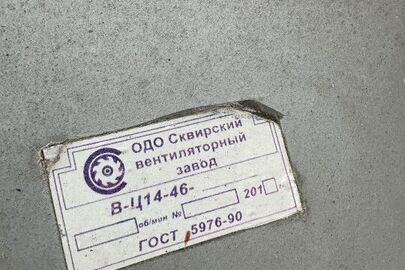 ОДО Сквирский
вентиляторный
завод
В-Ц14-46-
об/мин № 201 г.
ГОСТ 5976-90